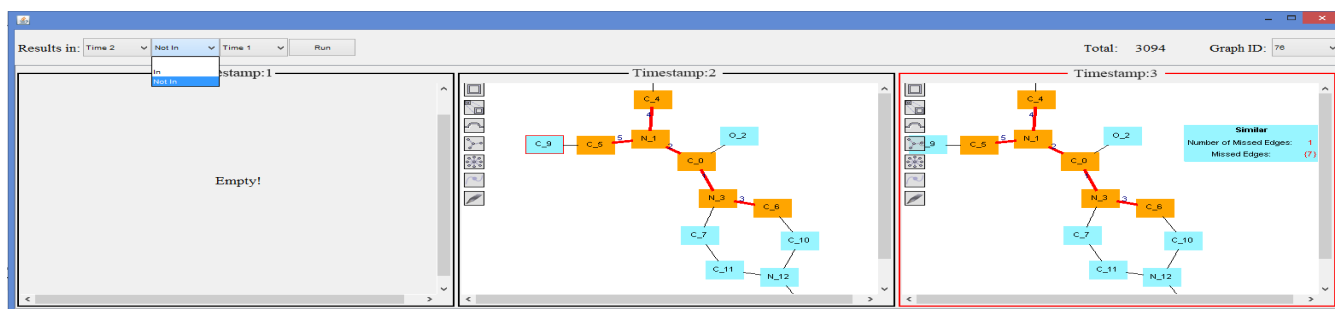 Results in: Time 2 Not In Time 1 Run Total: 3094 Graph ID: 76
In
Not In
estamp:1
Empty!
Timestamp:2
C_4
4
C_9 C_5 5 N_1 2 O_2
C_0
N_3 3 C_6
C_7 C_10
C_11 N_12
Timestamp:3
C_4
4
_9 C_5 5 N_1 2 O_2
C_0
N_3 3 C_6
C_7 C_10
C_11 N_12
Similar
Number of Missed Edges: 1
Missed Edges: (7)